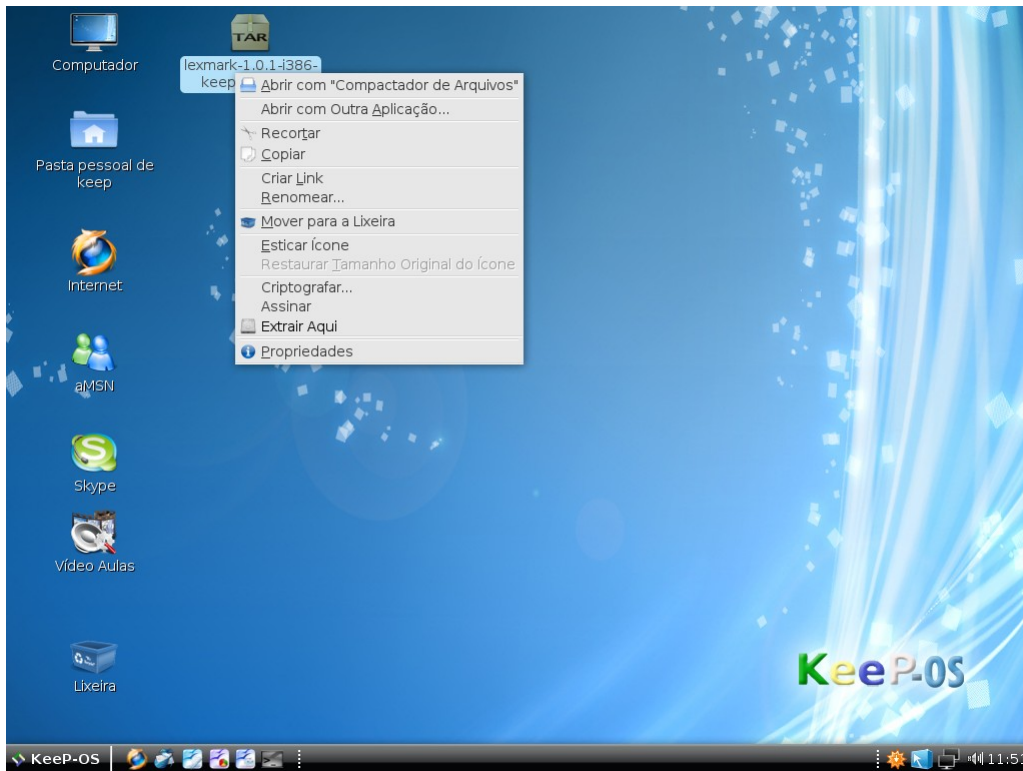 Computador
TAR
lexmark-1.0.1-i386-
keep
Abrir com "Compactador de Arquivos"
Abrir com Outra Aplicação...
Recortar
Copiar
Criar Link
Renomear...
Mover para a Lixeira
Esticar Ícone
Restaurar Tamanho Original do Ícone
Criptografar...
Assinar
Extrair Aqui
Propriedades
Pasta pessoal de
keep
Internet
aMSN
Skype
Vídeo Aulas
Lixeira
KeeP-OS
KeeP-OS
11:51